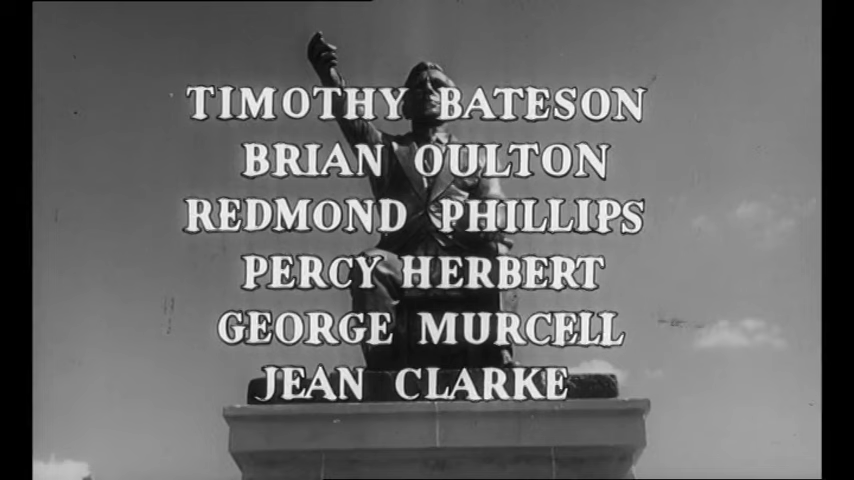 TIMOTHY BATESON
BRIAN OULTON
REDMOND PHILLIPS
PERCY HERBERT
GEORGE MURCELL
JEAN CLARKE